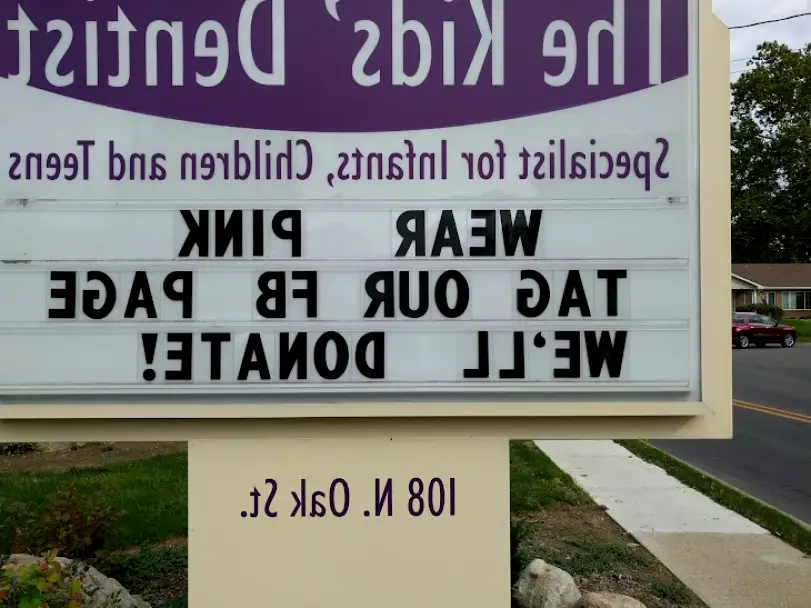 The Kids' Dentist
Specialist for Infants, Children and Teens
WEAR PINK
TAG OUR FB PAGE
WE'LL DONATE!
108 N. Oak St.